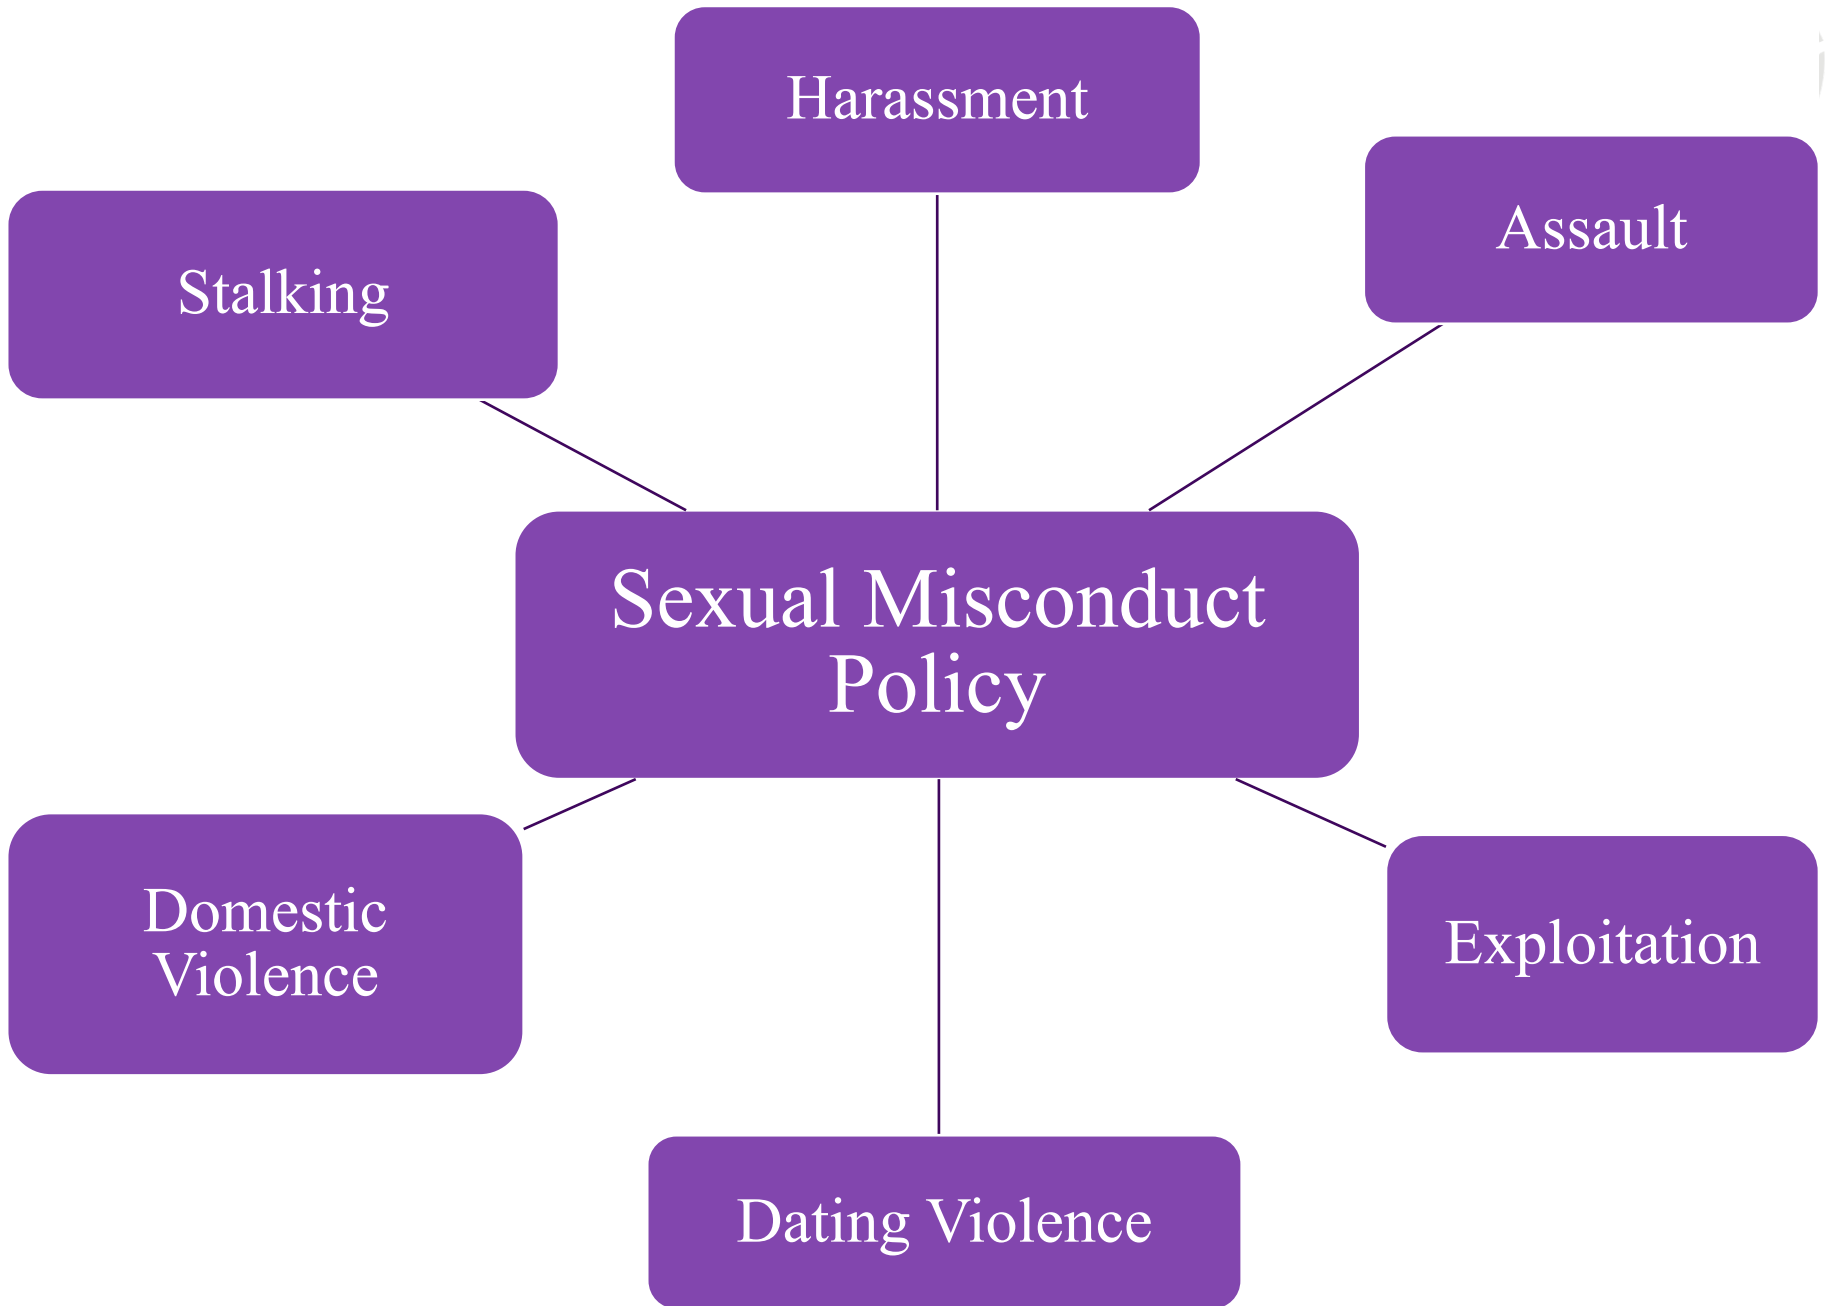 Harassment
Assault
Stalking
Sexual Misconduct
Policy
Domestic
Violence
Exploitation
Dating Violence